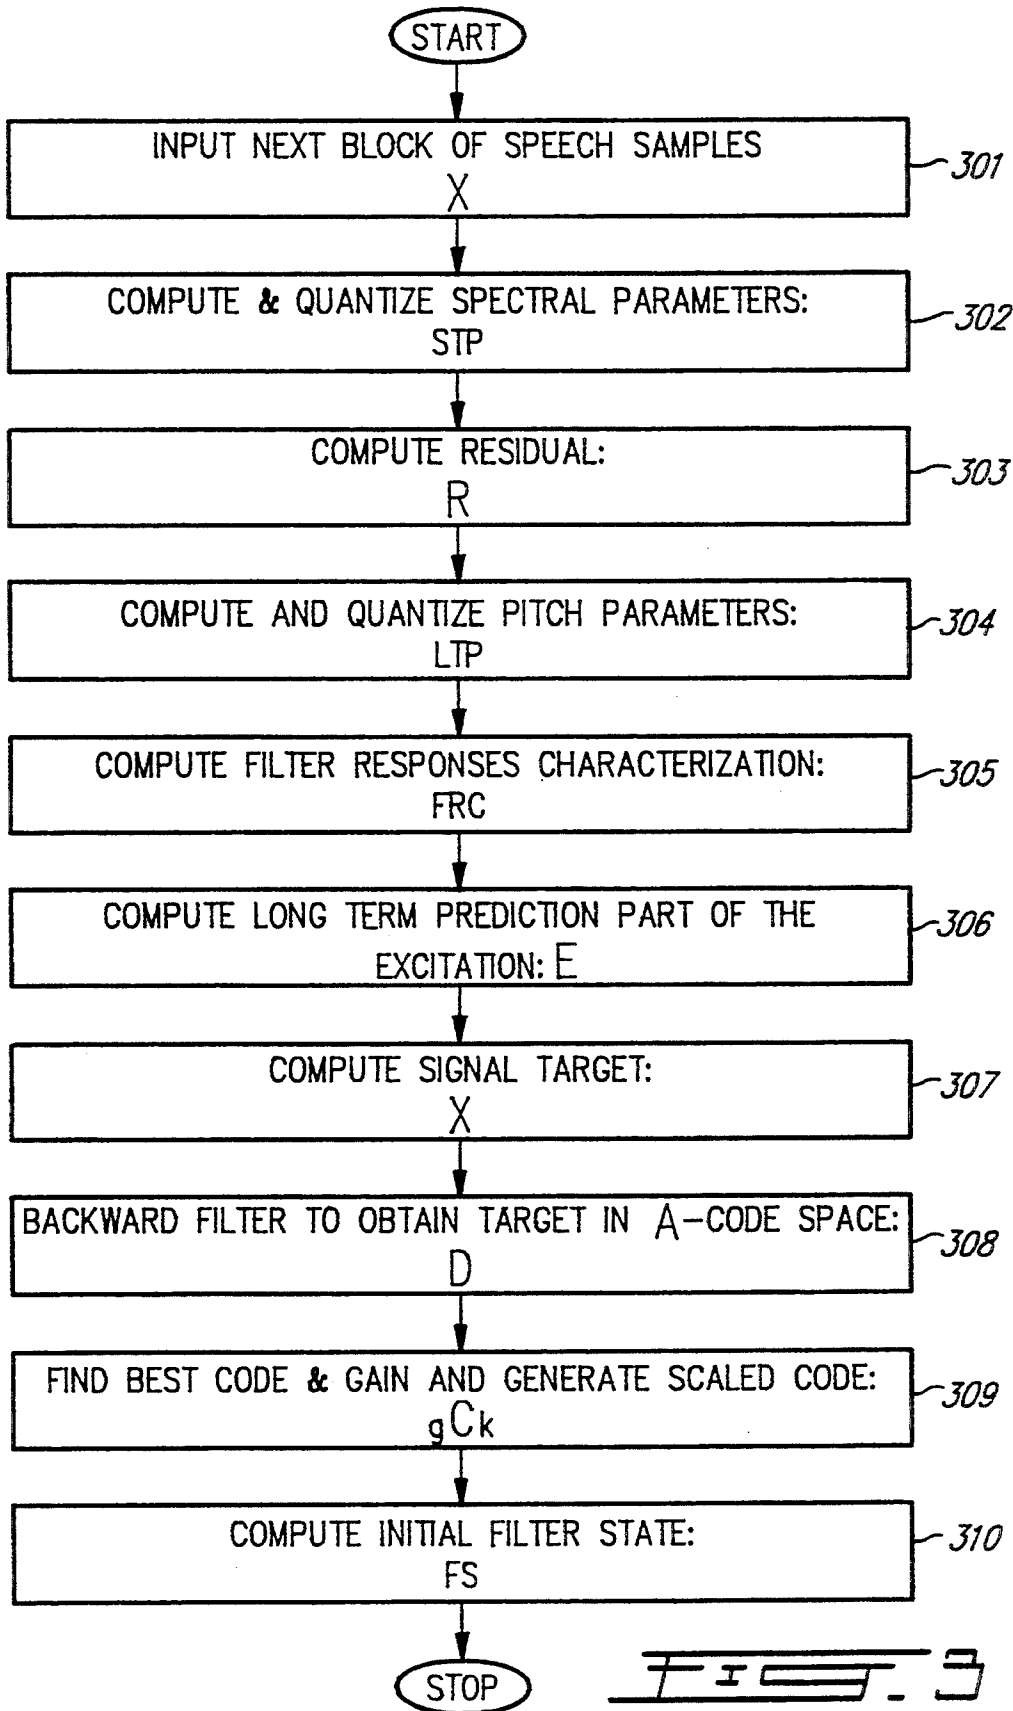 START
INPUT NEXT BLOCK OF SPEECH SAMPLES
X
301
COMPUTE & QUANTIZE SPECTRAL PARAMETERS:
STP
302
COMPUTE RESIDUAL:
R
303
COMPUTE AND QUANTIZE PITCH PARAMETERS:
LTP
304
COMPUTE FILTER RESPONSES CHARACTERIZATION:
FRC
305
COMPUTE LONG TERM PREDICTION PART OF THE
EXCITATION: E
306
COMPUTE SIGNAL TARGET:
X
307
BACKWARD FILTER TO OBTAIN TARGET IN A-CODE SPACE:
D
308
FIND BEST CODE & GAIN AND GENERATE SCALED CODE:
gCk
309
COMPUTE INITIAL FILTER STATE:
FS
310
STOP
FIG. 3